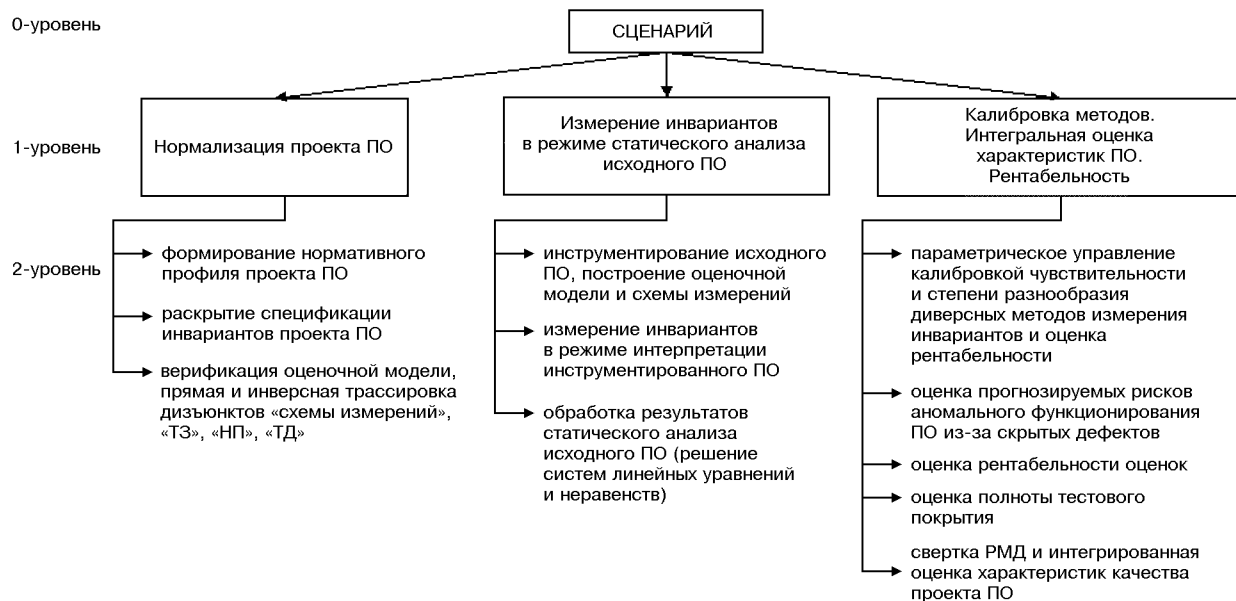 0-уровень
СЦЕНАРИЙ
1-уровень
Нормализация проекта ПО
Измерение инвариантов
в режиме статического анализа
исходного ПО
Калибровка методов.
Интегральная оценка
характеристик ПО.
Рентабельность
2-уровень
формирование нормативного
профиля проекта ПО
раскрытие спецификации
инвариантов проекта ПО
верификация оценочной модели,
прямая и инверсная трассировка
дизъюнктов «схемы измерений»,
«ТЗ», «НП», «ТД»
инструментирование исходного
ПО, построение оценочной
модели и схемы измерений
измерение инвариантов
в режиме интерпретации
инструментированного ПО
обработка результатов
статического анализа
исходного ПО (решение
систем линейных уравнений
и неравенств)
параметрическое управление
калибровкой чувствительности
и степени разнообразия
диверсных методов измерения
инвариантов и оценка
рентабельности
оценка прогнозируемых рисков
аномального функционирования
ПО из-за скрытых дефектов
оценка рентабельности оценок
оценка полноты тестового
покрытия
свертка РМД и интегрированная
оценка характеристик качества
проекта ПО